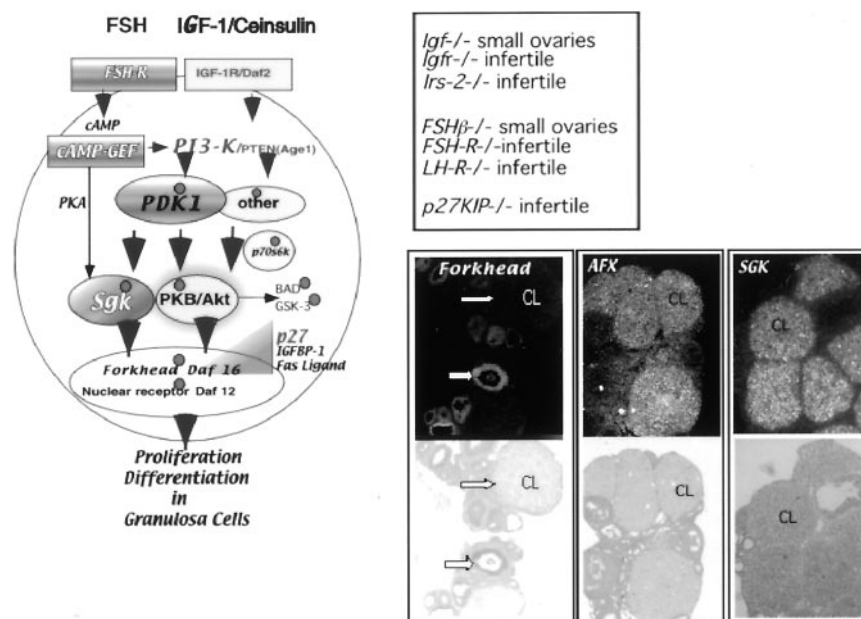 FSH IGF-1/Ceinsulin
FSH-R IGF-1R/Daf2
cAMP
cAMP-GEF PI3-K/PTEN(Age1)
PKA PDK1 other
p70s6k
Sgk PKB/Akt BAD
GSK-3
p27
IGFBP-1
Fas Ligand
Forkhead Daf 16
Nuclear receptor Daf 12
Proliferation
Differentiation
in
Granulosa Cells
Igf-/- small ovaries
Igfr-/- infertile
Irs-2-/- infertile
FSHβ-/- small ovaries
FSH-R-/-infertile
LH-R-/- infertile
p27KIP-/- infertile
Forkhead
CL
CL
AFX
CL
CL
SGK
CL
CL